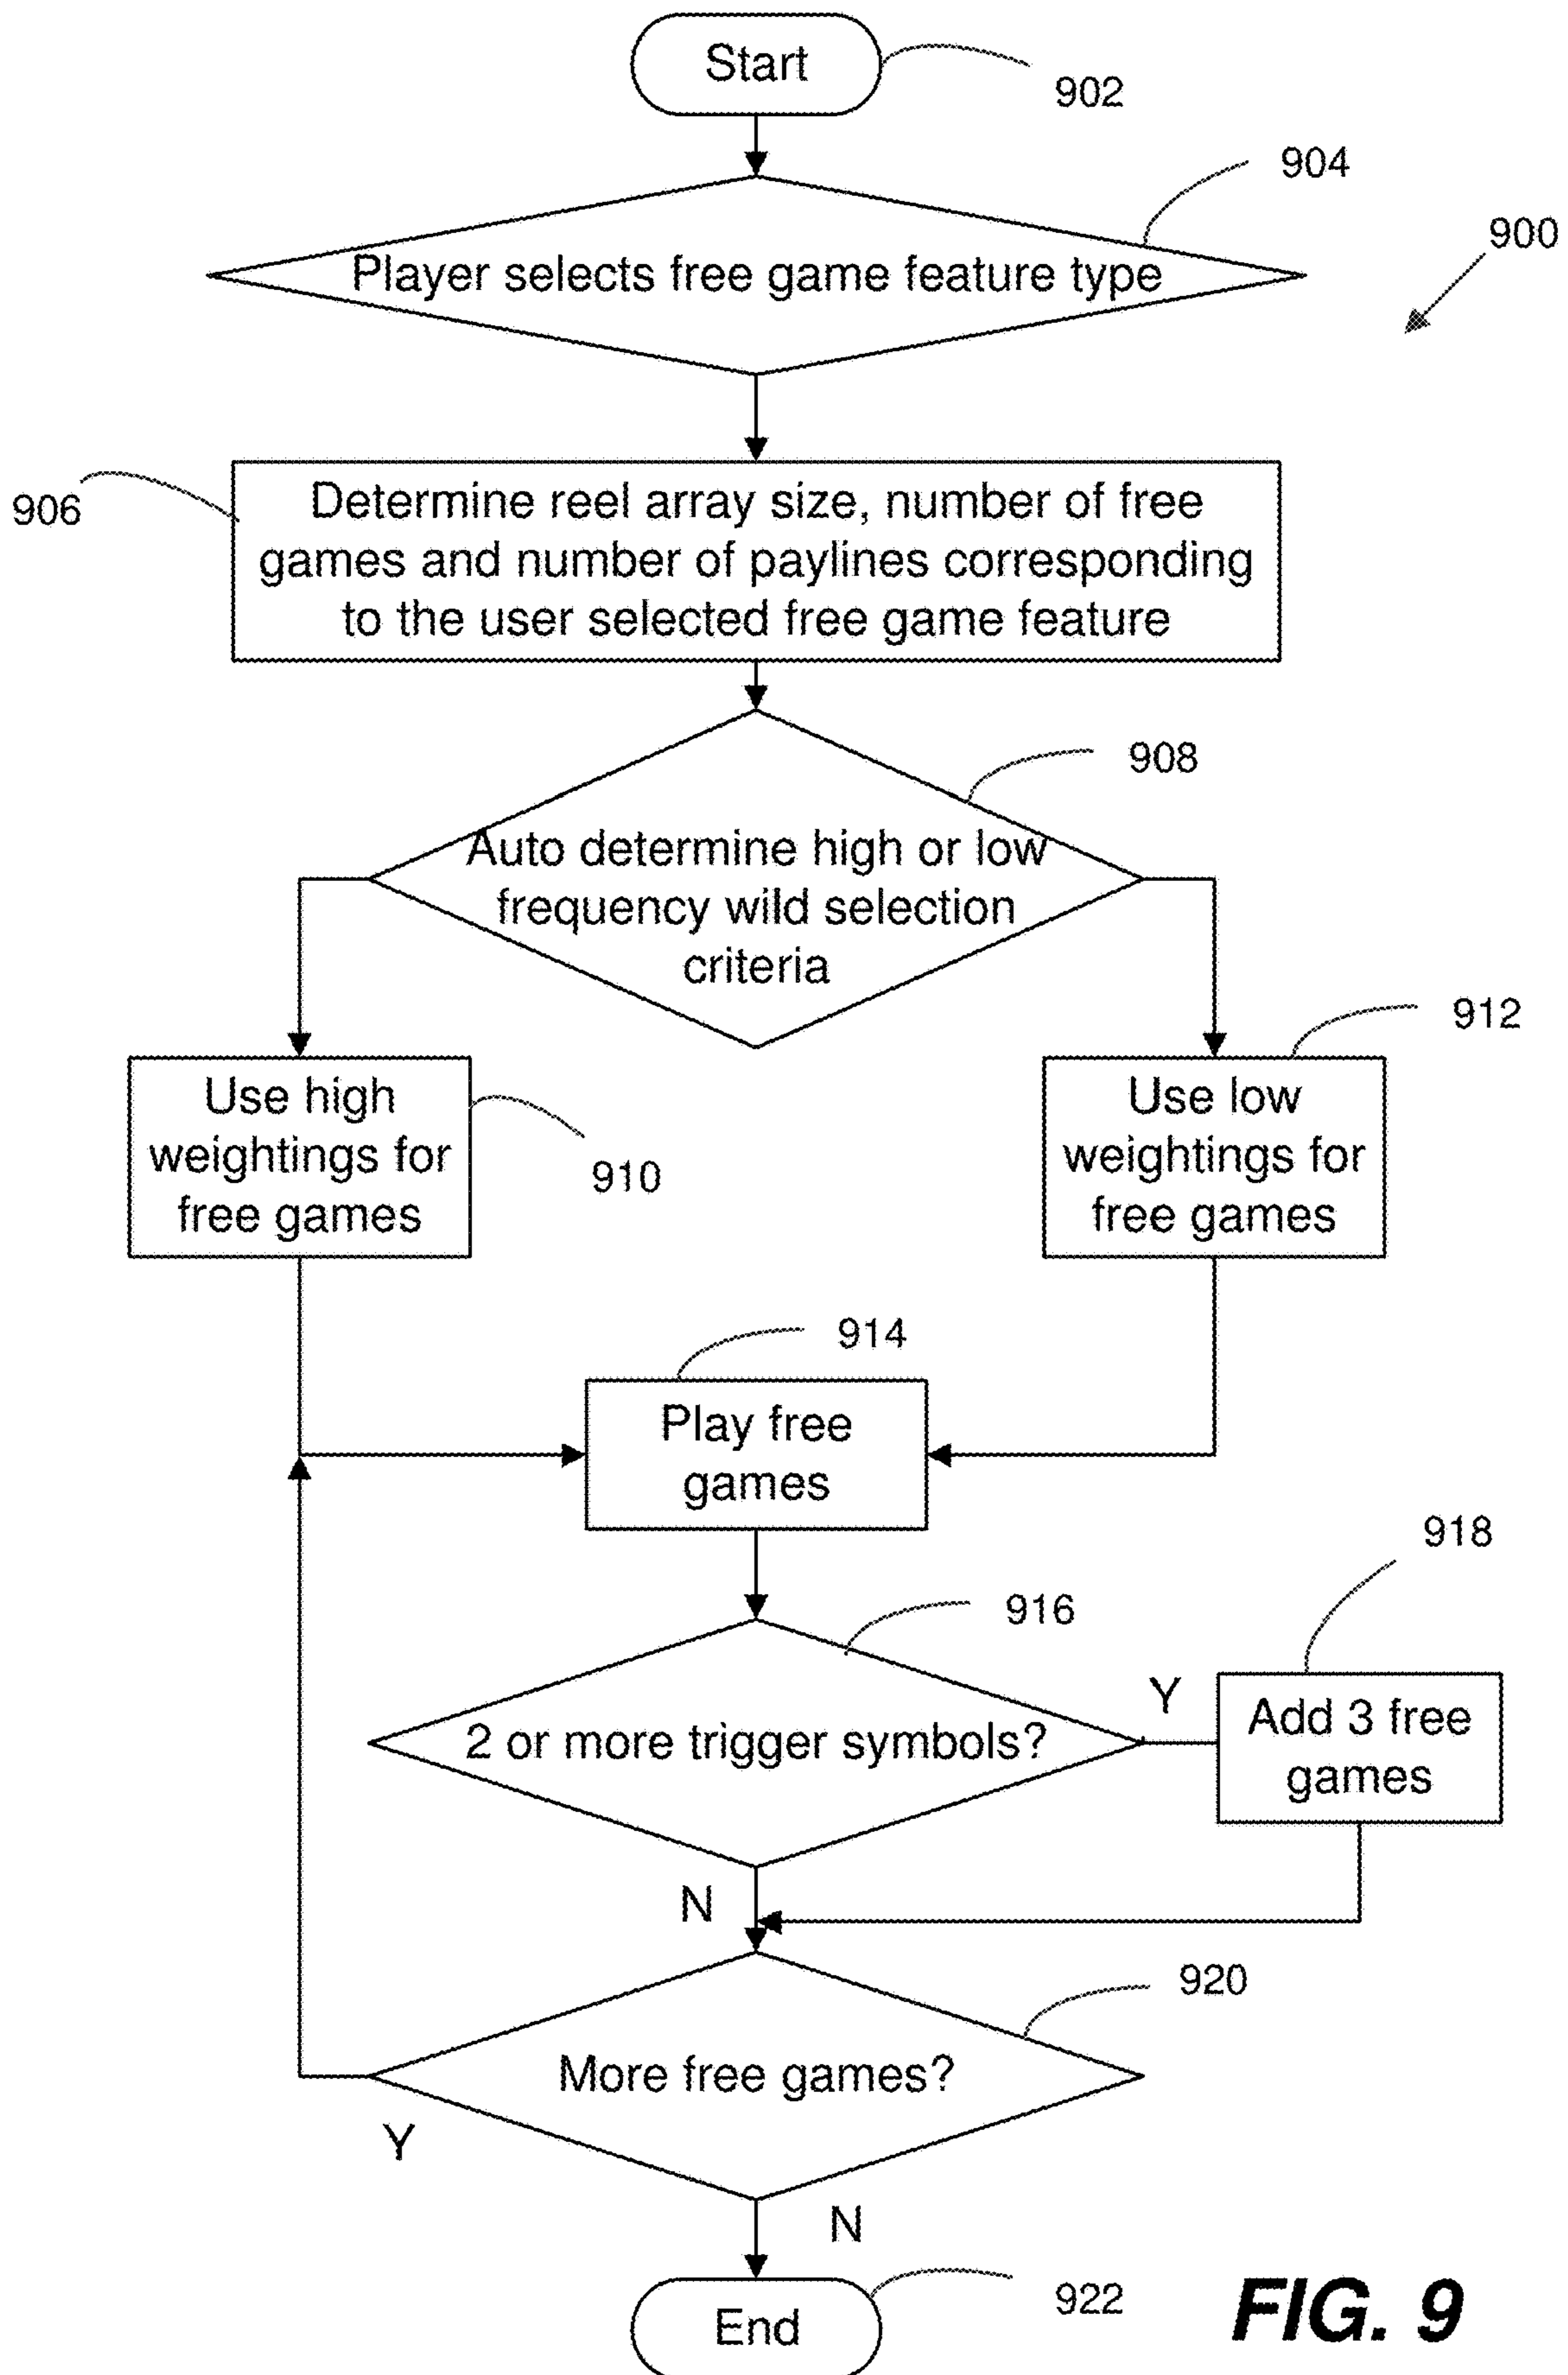 Start
902
904
900
Player selects free game feature type
906
Determine reel array size, number of free
games and number of paylines corresponding
to the user selected free game feature
908
Auto determine high or low
frequency wild selection
criteria
912
Use high
weightings for
free games
910
Use low
weightings for
free games
914
Play free
games
918
916
2 or more trigger symbols?
Y
Add 3 free
games
N
920
More free games?
Y
N
End
922
FIG. 9